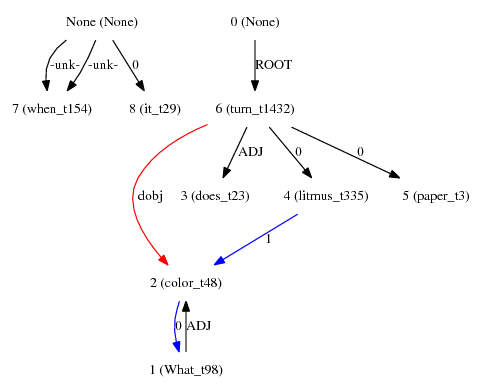 None (None) 0 (None)
-unk- -unk- 0 ROOT
7 (when_t154) 8 (it_t29) 6 (turn_t1432)
ADJ 0 0
dobj 3 (does_t23) 4 (litmus_t335) 5 (paper_t3)
1
2 (color_t48)
0 ADJ
1 (What_t98)